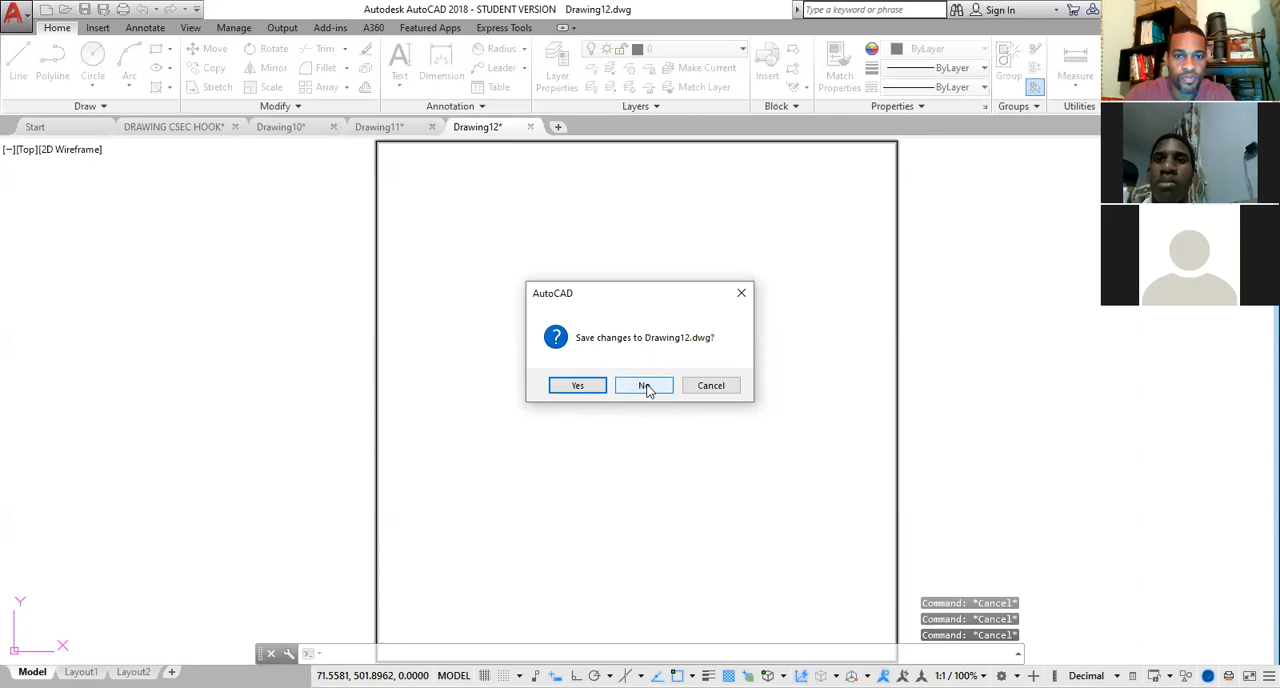 Autodesk AutoCAD 2018 - STUDENT VERSION Drawing12.dwg
Type a keyword or phrase
Sign In
Home Insert Annotate View Manage Output Add-ins A360 Featured Apps Express Tools
Line Polyline Circle Arc
Move Rotate Trim
Copy Mirror Fillet
Stretch Scale Array
Text Dimension
Radius
Leader
Table
Layer Properties
0
Make Current
Match Layer
Insert
Match Properties
ByLayer
ByLayer
ByLayer
Group
Measure
Draw Modify Annotation Layers Block Properties Groups Utilities
Start DRAWING CSEC HOOK* Drawing10* Drawing11* Drawing12*
[−][Top][2D Wireframe]
AutoCAD
Save changes to Drawing12.dwg?
Yes No Cancel
Y
X
Command: *Cancel*
Command: *Cancel*
Command: *Cancel*
Model Layout1 Layout2
71.5581, 501.8962, 0.0000 MODEL 1:1 / 100% Decimal